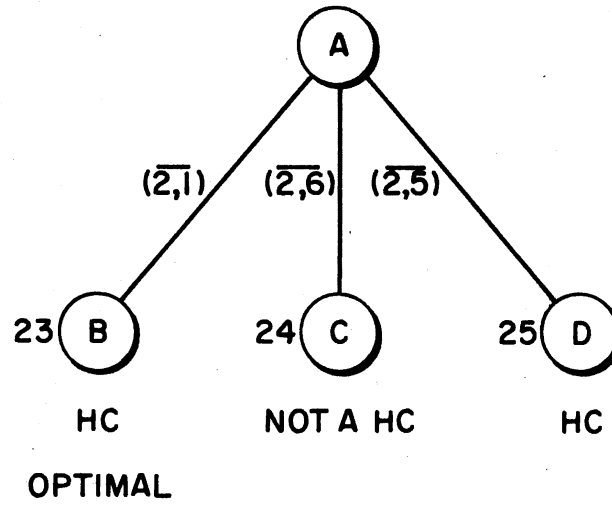 A
(2,1) (2,6) (2,5)
23 B 24 C 25 D
HC NOT A HC HC
OPTIMAL